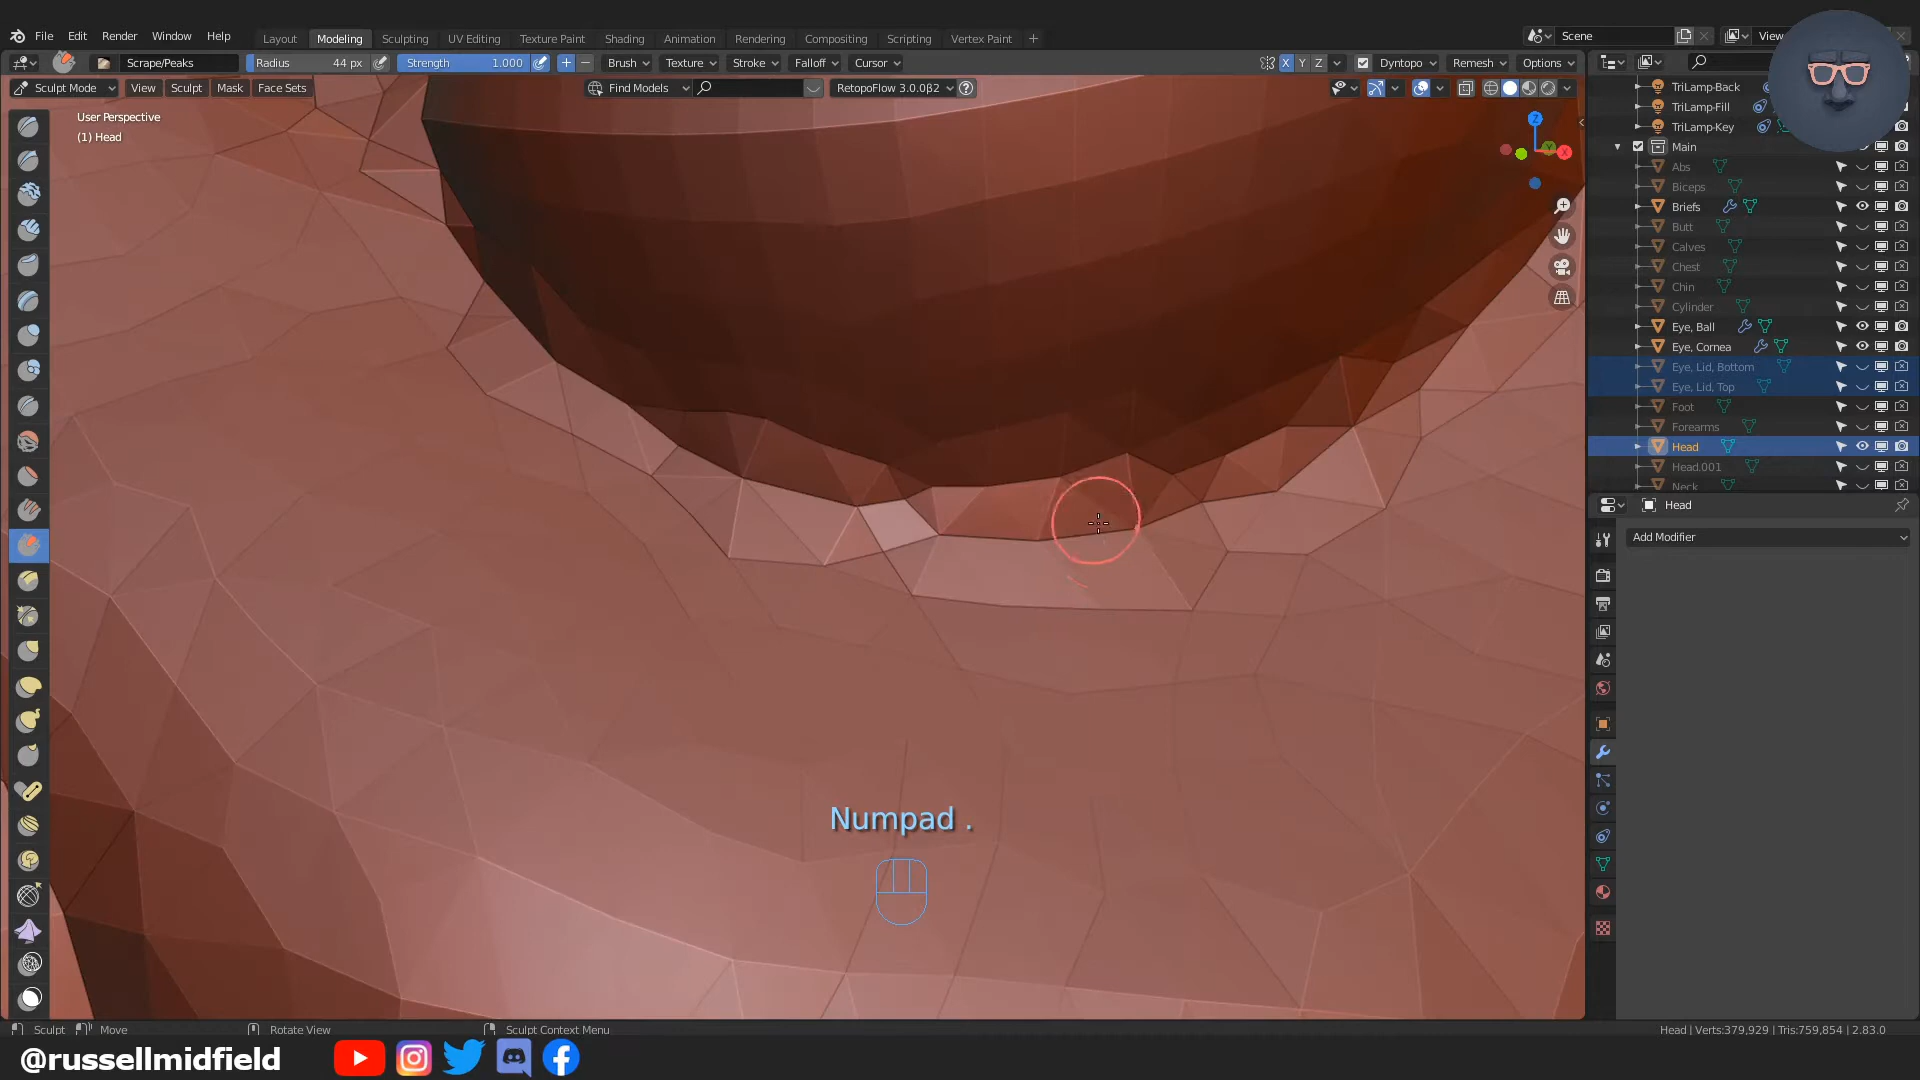 File Edit Render Window Help
Layout Modeling Sculpting UV Editing Texture Paint Shading Animation Rendering Compositing Scripting Vertex Paint +
Scene
View
Scrape/Peaks
Radius 44 px
Strength 1.000
Brush Texture Stroke Falloff Cursor
X Y Z
Dyntopo Remesh Options
Sculpt Mode View Sculpt Mask Face Sets
Find Models
RetopoFlow 3.0.0β2
User Perspective
(1) Head
Z
Y
X
TriLamp-Back
TriLamp-Fill
TriLamp-Key
Main
Abs
Biceps
Briefs
Butt
Calves
Chest
Chin
Cylinder
Eye, Ball
Eye, Cornea
Eye, Lid, Bottom
Eye, Lid, Top
Foot
Forearms
Head
Head.001
Neck
Head
Add Modifier
Numpad .
Sculpt Move Rotate View Sculpt Context Menu
Head | Verts:379,929 | Tris:759,854 | 2.83.0
@russellmidfield